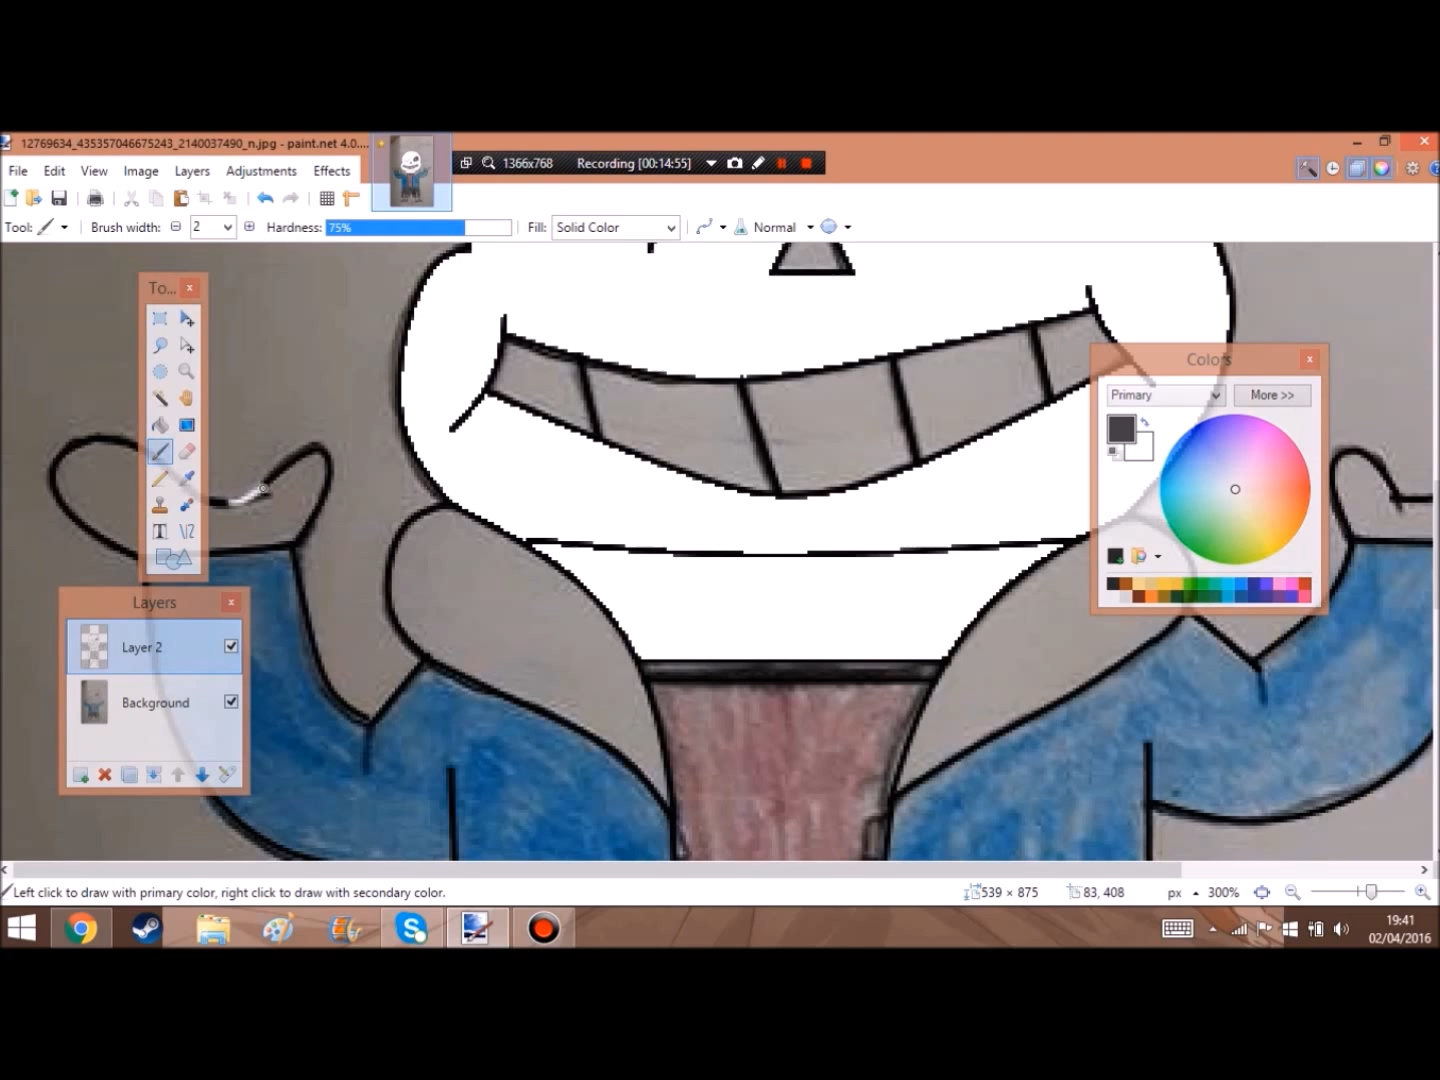 12769634_435357046675243_2140037490_n.jpg - paint.net 4.0....
1366x768 Recording [00:14:55]
File Edit View Image Layers Adjustments Effects
Tool: Brush width: 2 Hardness: 75% Fill: Solid Color Normal
To...
Colors
Primary More >>
Layers
Layer 2
Background
Left click to draw with primary color, right click to draw with secondary color.
539 × 875 83, 408 px 300%
19:41
02/04/2016